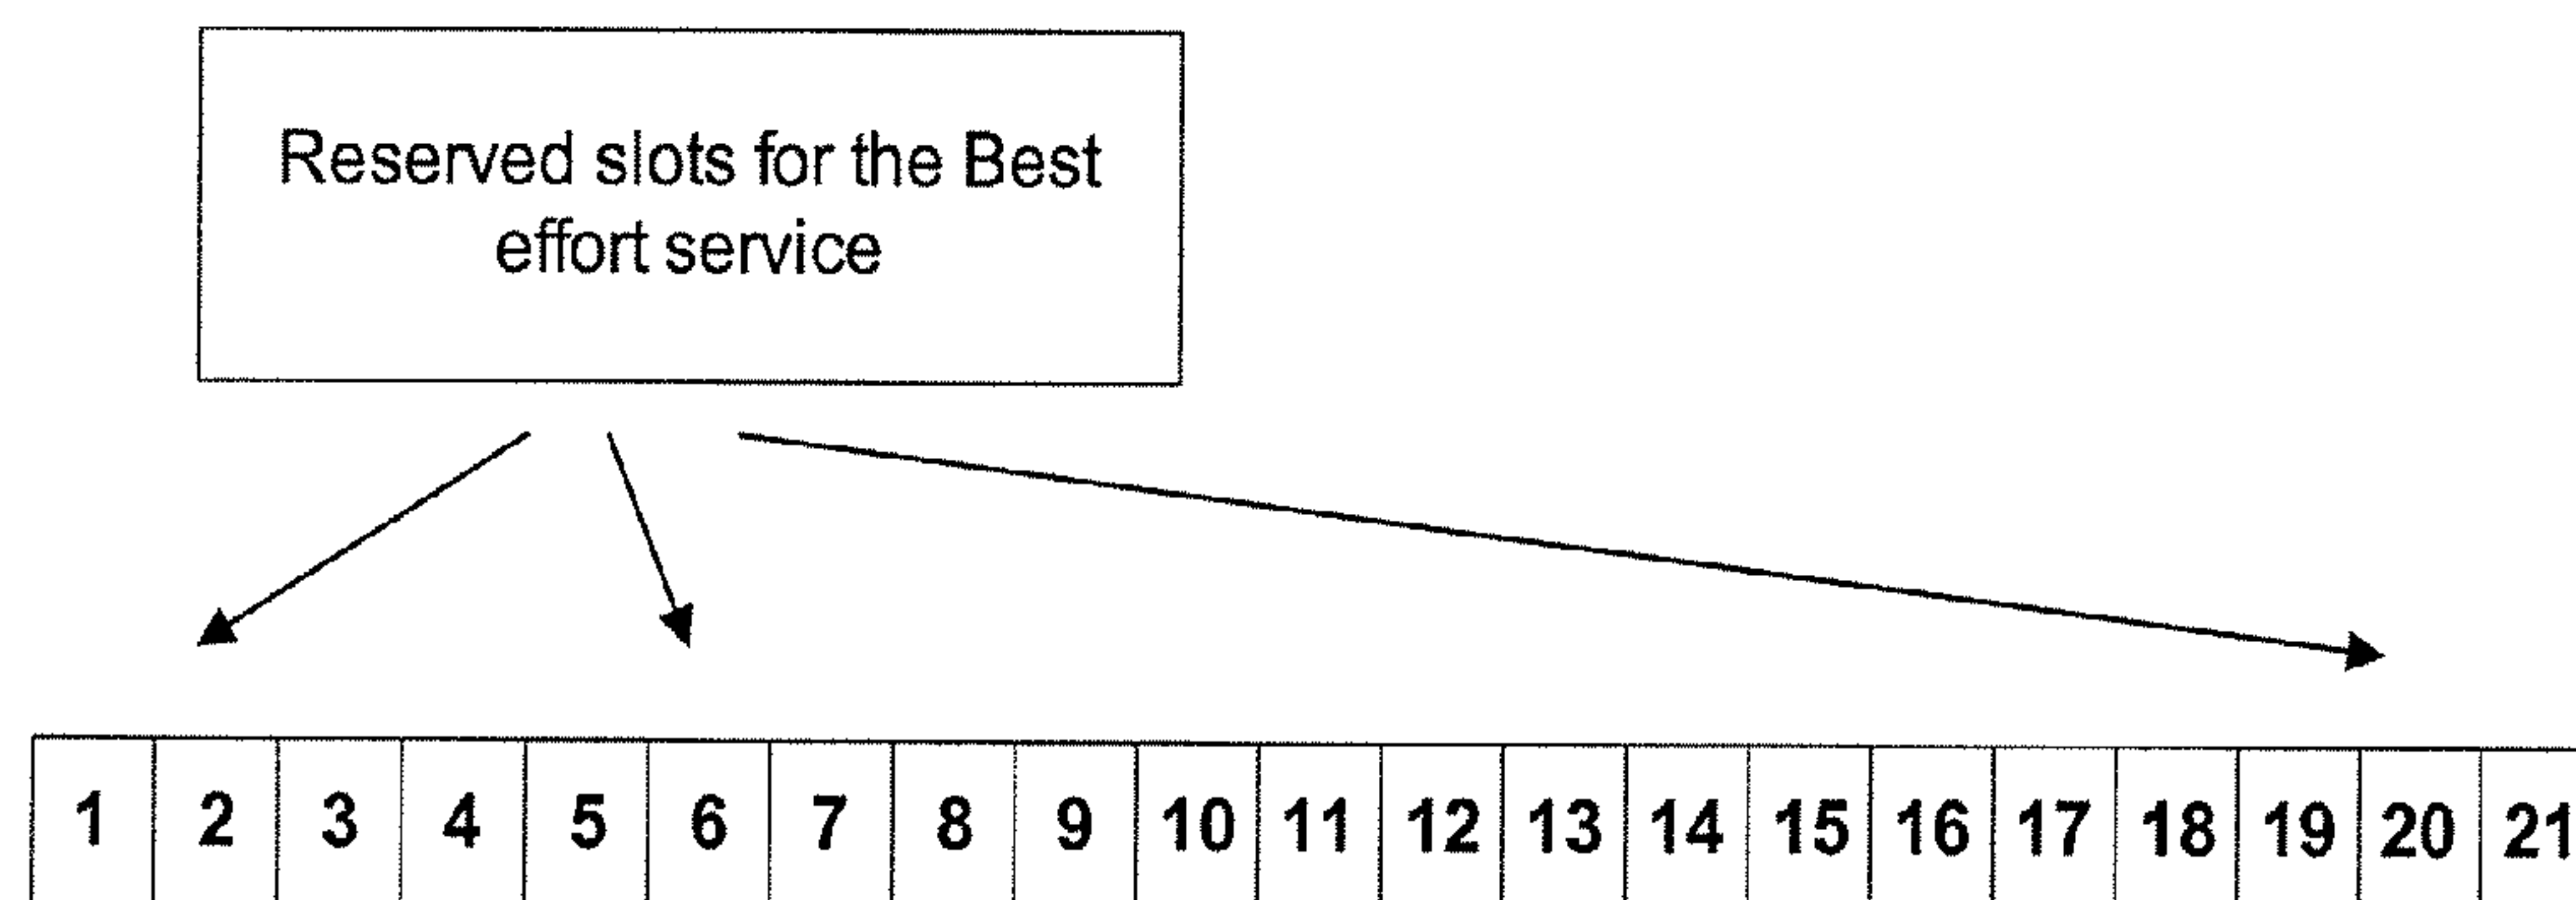 Reserved slots for the Best
effort service
1 2 3 4 5 6 7 8 9 10 11 12 13 14 15 16 17 18 19 20 21